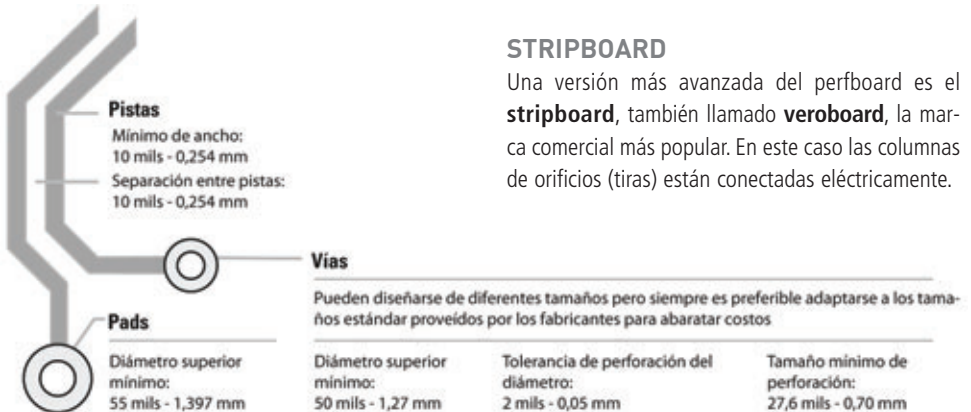 STRIPBOARD
Una versión más avanzada del perfboard es el
stripboard, también llamado veroboard, la mar-
ca comercial más popular. En este caso las columnas
de orificios (tiras) están conectadas eléctricamente.
Pistas
Mínimo de ancho:
10 mils - 0,254 mm
Separación entre pistas:
10 mils - 0,254 mm
Vías
Pueden diseñarse de diferentes tamaños pero siempre es preferible adaptarse a los tama-
ños estándar proveídos por los fabricantes para abaratar costos
Pads
Diámetro superior
mínimo:
55 mils - 1,397 mm
Diámetro superior
mínimo:
50 mils - 1,27 mm
Tolerancia de perforación del
diámetro:
2 mils - 0,05 mm
Tamaño mínimo de
perforación:
27,6 mils - 0,70 mm